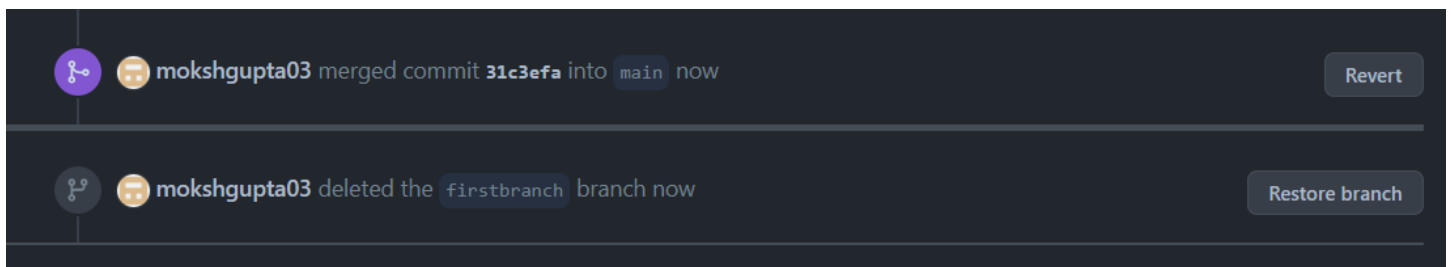 mokshgupta03 merged commit 31c3efa into main now
Revert
mokshgupta03 deleted the firstbranch branch now
Restore branch